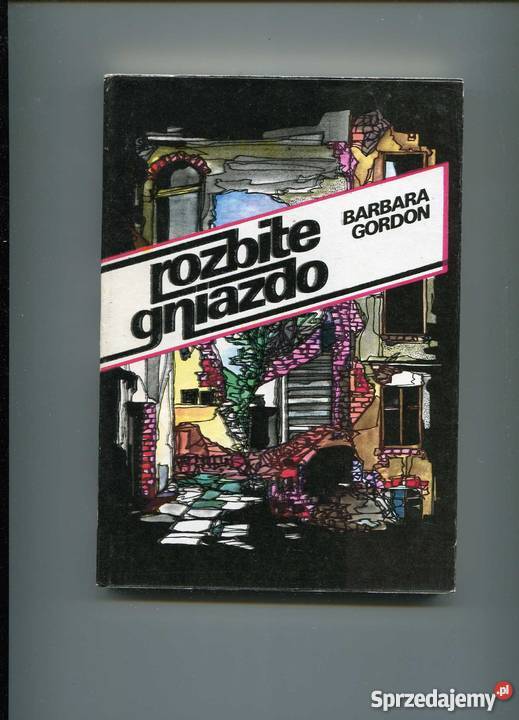 rozbite
gniazdo
BARBARA
GORDON
Sprzedajemy.pl